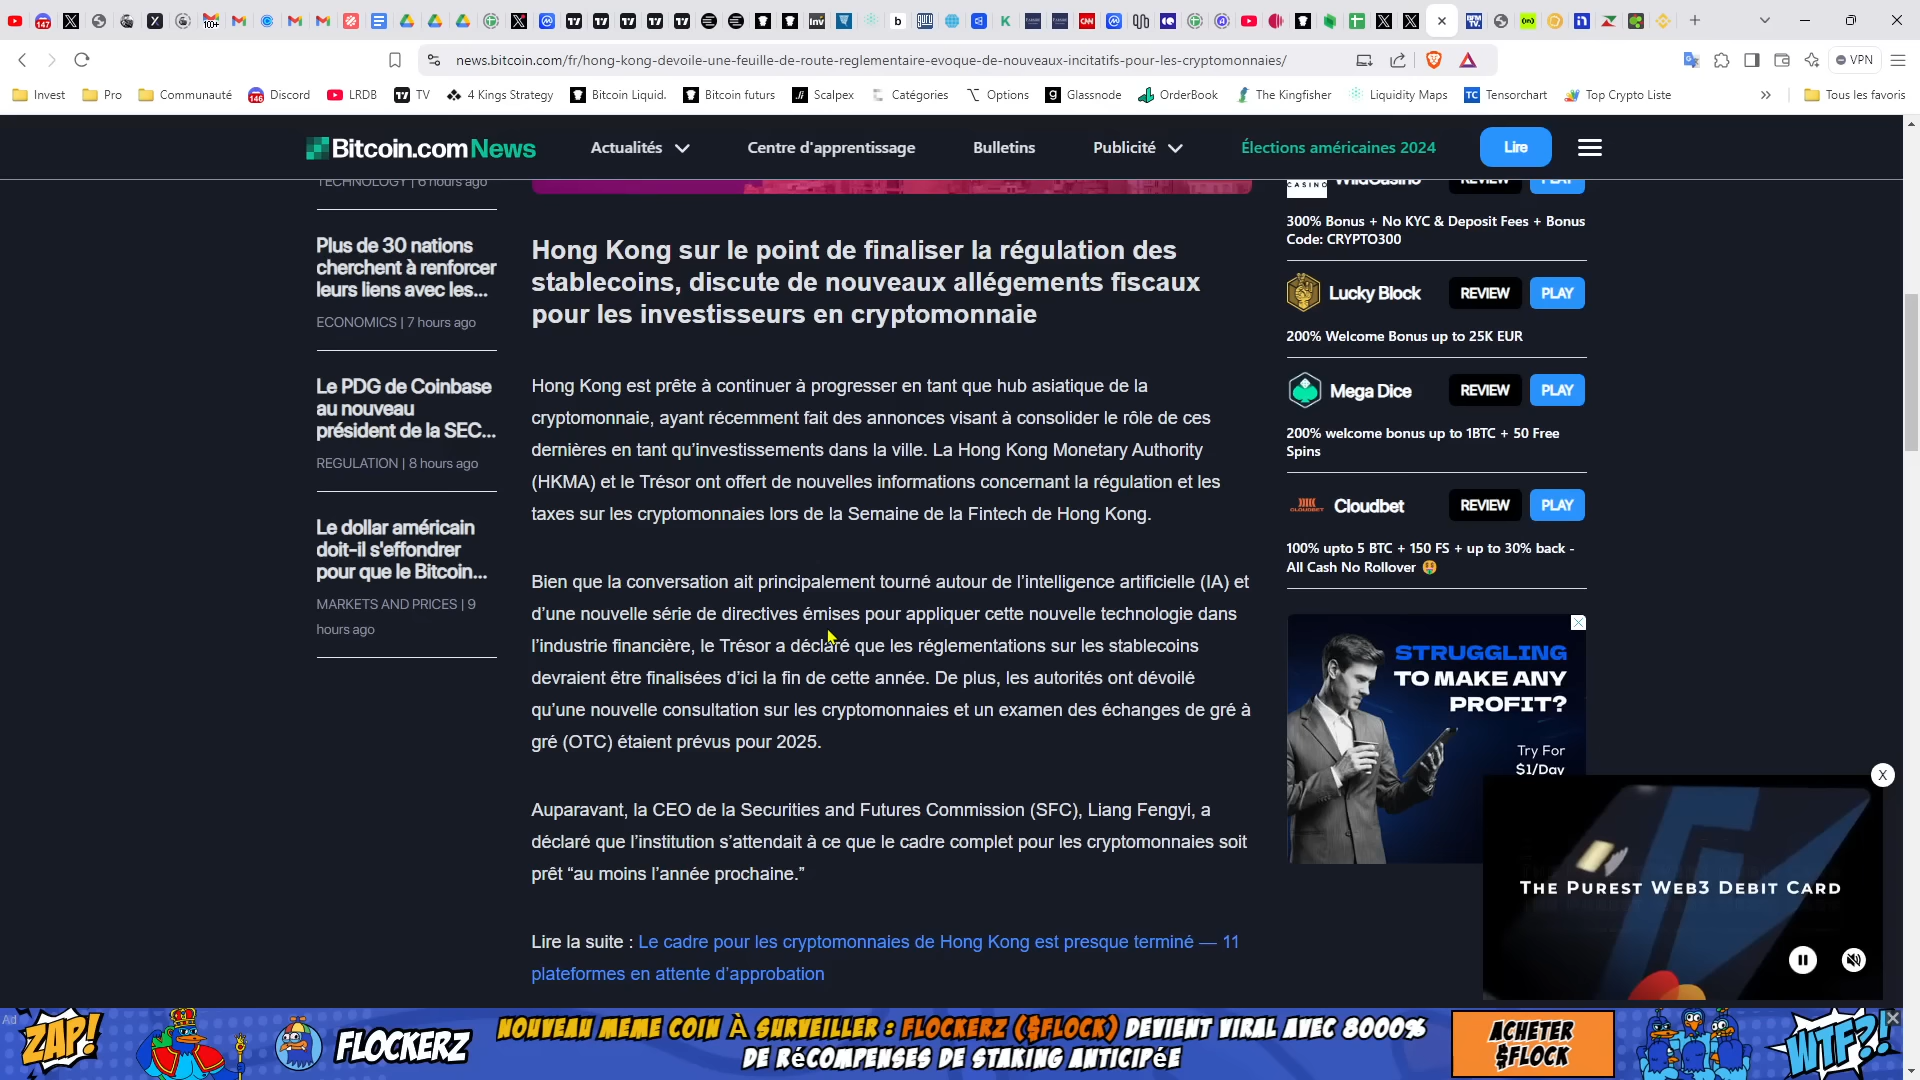 news.bitcoin.com/fr/hong-kong-devoile-une-feuille-de-route-reglementaire-evoque-de-nouveaux-incitatifs-pour-les-cryptomonnaies/
VPN
Invest
Pro
Communauté
Discord
LRDB
TV
4 Kings Strategy
Bitcoin Liquid.
Bitcoin futurs
Scalpex
Catégories
Options
Glassnode
OrderBook
The Kingfisher
Liquidity Maps
Tensorchart
Top Crypto Liste
Tous les favoris
Bitcoin.com News
Actualités
Centre d'apprentissage
Bulletins
Publicité
Élections américaines 2024
Lire
TECHNOLOGY | 6 hours ago
Plus de 30 nations
cherchent à renforcer
leurs liens avec les...
ECONOMICS | 7 hours ago
Le PDG de Coinbase
au nouveau
président de la SEC...
REGULATION | 8 hours ago
Le dollar américain
doit-il s'effondrer
pour que le Bitcoin...
MARKETS AND PRICES | 9
hours ago
Hong Kong sur le point de finaliser la régulation des
stablecoins, discute de nouveaux allégements fiscaux
pour les investisseurs en cryptomonnaie
Hong Kong est prête à continuer à progresser en tant que hub asiatique de la
cryptomonnaie, ayant récemment fait des annonces visant à consolider le rôle de ces
dernières en tant qu’investissements dans la ville. La Hong Kong Monetary Authority
(HKMA) et le Trésor ont offert de nouvelles informations concernant la régulation et les
taxes sur les cryptomonnaies lors de la Semaine de la Fintech de Hong Kong.
Bien que la conversation ait principalement tourné autour de l’intelligence artificielle (IA) et
d’une nouvelle série de directives émises pour appliquer cette nouvelle technologie dans
l’industrie financière, le Trésor a déclaré que les réglementations sur les stablecoins
devraient être finalisées d’ici la fin de cette année. De plus, les autorités ont dévoilé
qu’une nouvelle consultation sur les cryptomonnaies et un examen des échanges de gré à
gré (OTC) étaient prévus pour 2025.
Auparavant, la CEO de la Securities and Futures Commission (SFC), Liang Fengyi, a
déclaré que l’institution s’attendait à ce que le cadre complet pour les cryptomonnaies soit
prêt “au moins l’année prochaine.”
Lire la suite : Le cadre pour les cryptomonnaies de Hong Kong est presque terminé — 11
plateformes en attente d’approbation
CASINO
WildCasino
REVIEW
PLAY
300% Bonus + No KYC & Deposit Fees + Bonus
Code: CRYPTO300
Lucky Block
REVIEW
PLAY
200% Welcome Bonus up to 25K EUR
Mega Dice
REVIEW
PLAY
200% welcome bonus up to 1BTC + 50 Free
Spins
CLOUDBET
Cloudbet
REVIEW
PLAY
100% upto 5 BTC + 150 FS + up to 30% back -
All Cash No Rollover
STRUGGLING
TO MAKE ANY
PROFIT?
Try For
$1/Day
X
THE PUREST WEB3 DEBIT CARD
Ad
ZAP!
FLOCKERZ
NOUVEAU MEME COIN À SURVEILLER : FLOCKERZ ($FLOCK) DEVIENT VIRAL AVEC 8000%
DE RÉCOMPENSES DE STAKING ANTICIPÉE
ACHETER
$FLOCK
WTF?!